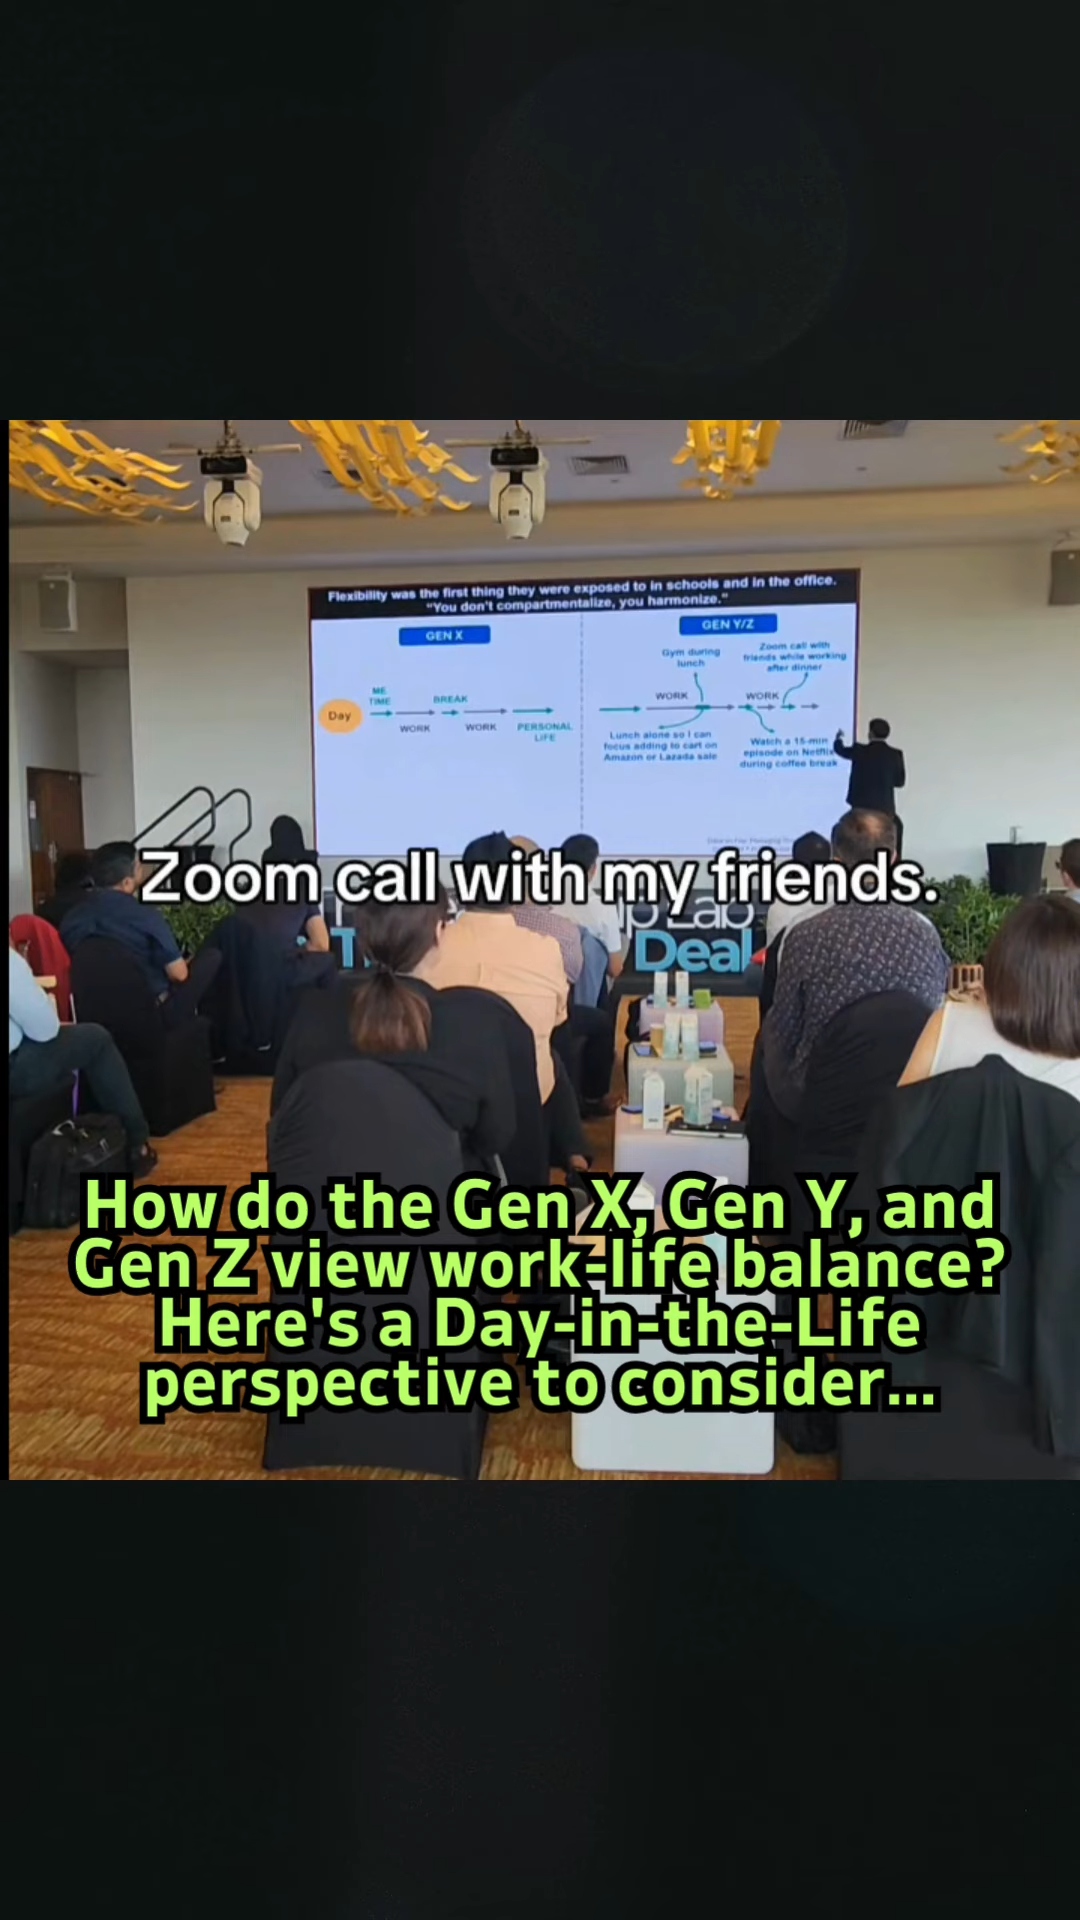 Flexibility was the first thing they were exposed to in schools and in the office.
"You don't compartmentalize, you harmonize."
GEN X
GEN Y/Z
Day
ME
TIME
WORK
BREAK
WORK
PERSONAL
LIFE
Gym during
lunch
Zoom call with
friends while working
after dinner
WORK
WORK
Lunch alone so I can
focus adding to cart on
Amazon or Lazada sale
Watch a 15-min
episode on Netflix
during coffee break
Zoom call with my friends.
Lab
Deal
How do the Gen X, Gen Y, and
Gen Z view work-life balance?
Here's a Day-in-the-Life
perspective to consider...